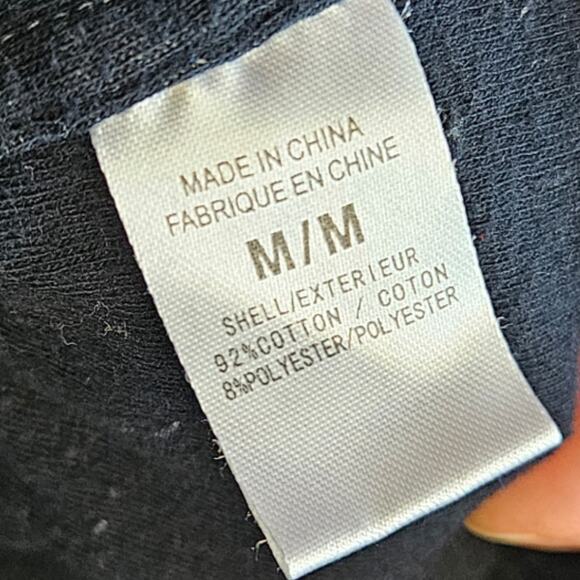 MADE IN CHINA
FABRIQUE EN CHINE
M/M
SHELL/EXTERIEUR
92%COTTON / COTON
8%POLYESTER/POLYESTER